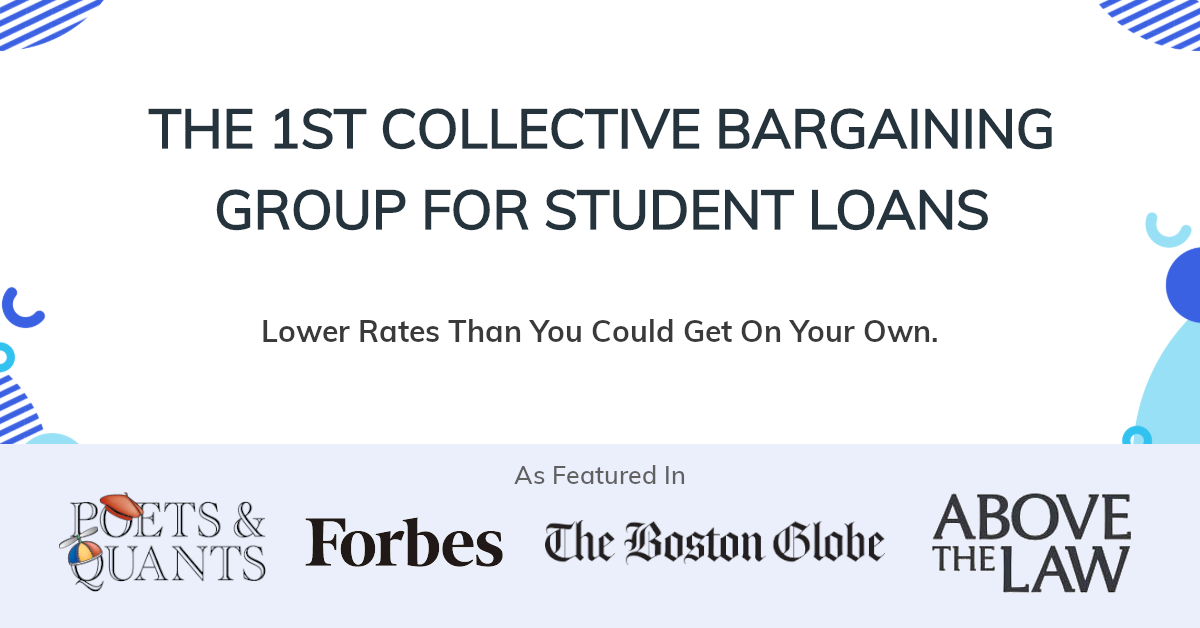 THE 1ST COLLECTIVE BARGAINING
GROUP FOR STUDENT LOANS
Lower Rates Than You Could Get On Your Own.
As Featured In
POETS &
QUANTS
Forbes
The Boston Globe
ABOVE
THE LAW